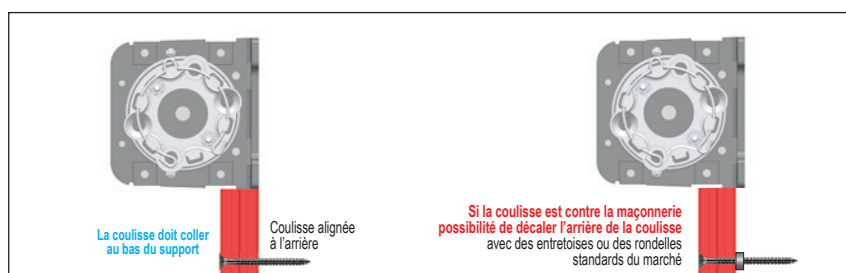 La coulisse doit coller
au bas du support
Coulisse alignée
à l'arrière
Si la coulisse est contre la maçonnerie
possibilité de décaler l'arrière de la coulisse
avec des entretoises ou des rondelles
standards du marché